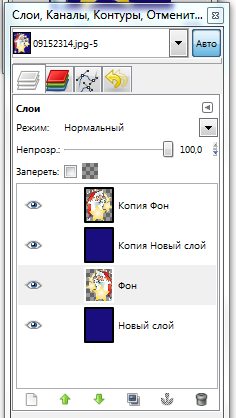 Слои, Каналы, Контуры, Отменит...
09152314.jpg-5
Авто
Слои
Режим: Нормальный
Непрозр.: 100,0
Запереть:
Копия Фон
Копия Новый слой
Фон
Новый слой